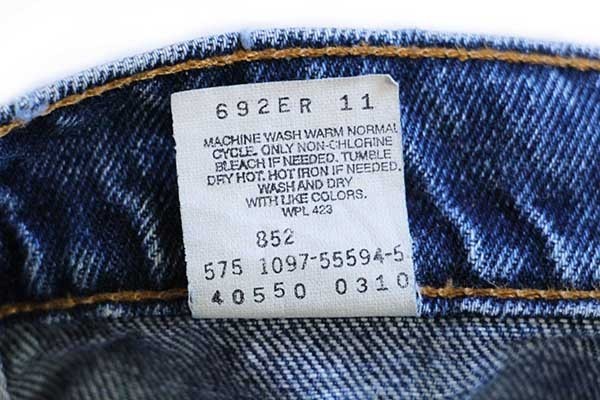 692ER 11
MACHINE WASH WARM NORMAL
CYCLE. ONLY NON-CHLORINE
BLEACH IF NEEDED. TUMBLE
DRY HOT. HOT IRON IF NEEDED.
WASH AND DRY
WITH LIKE COLORS.
WPL 423
852
575 1097-55594-5
40550 0310